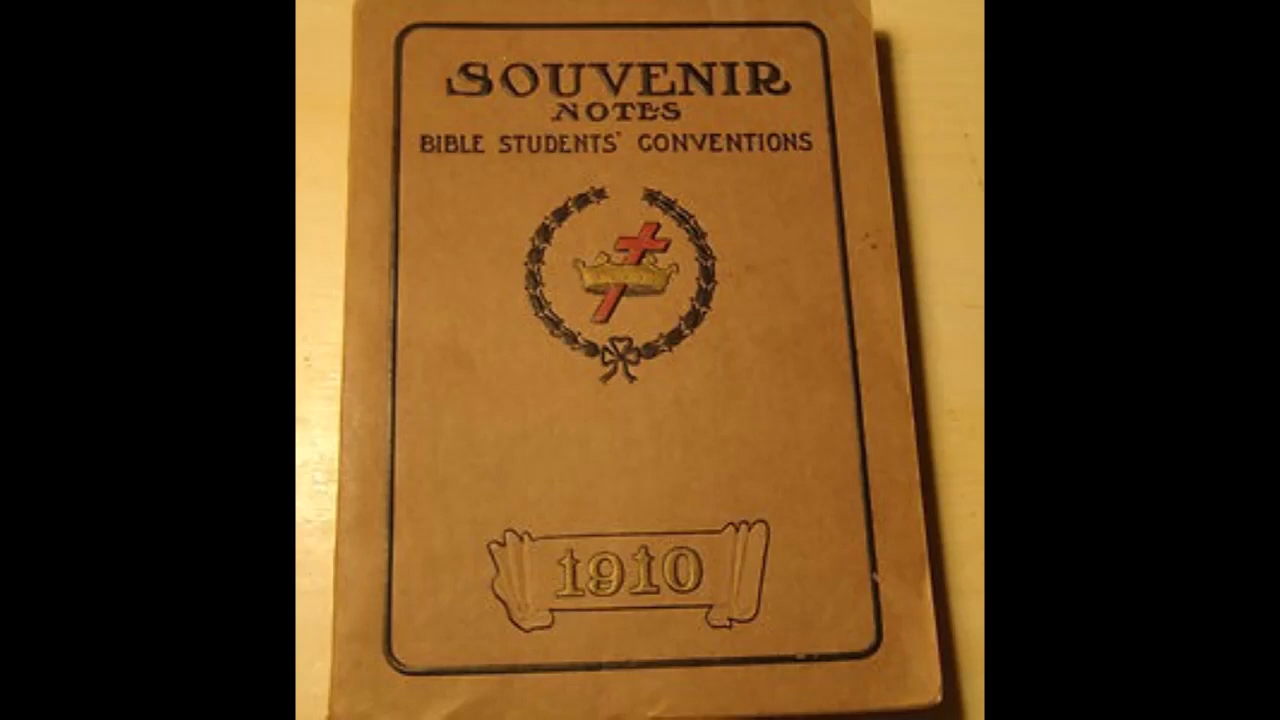 SOUVENIR
NOTES
BIBLE STUDENTS' CONVENTIONS
1910